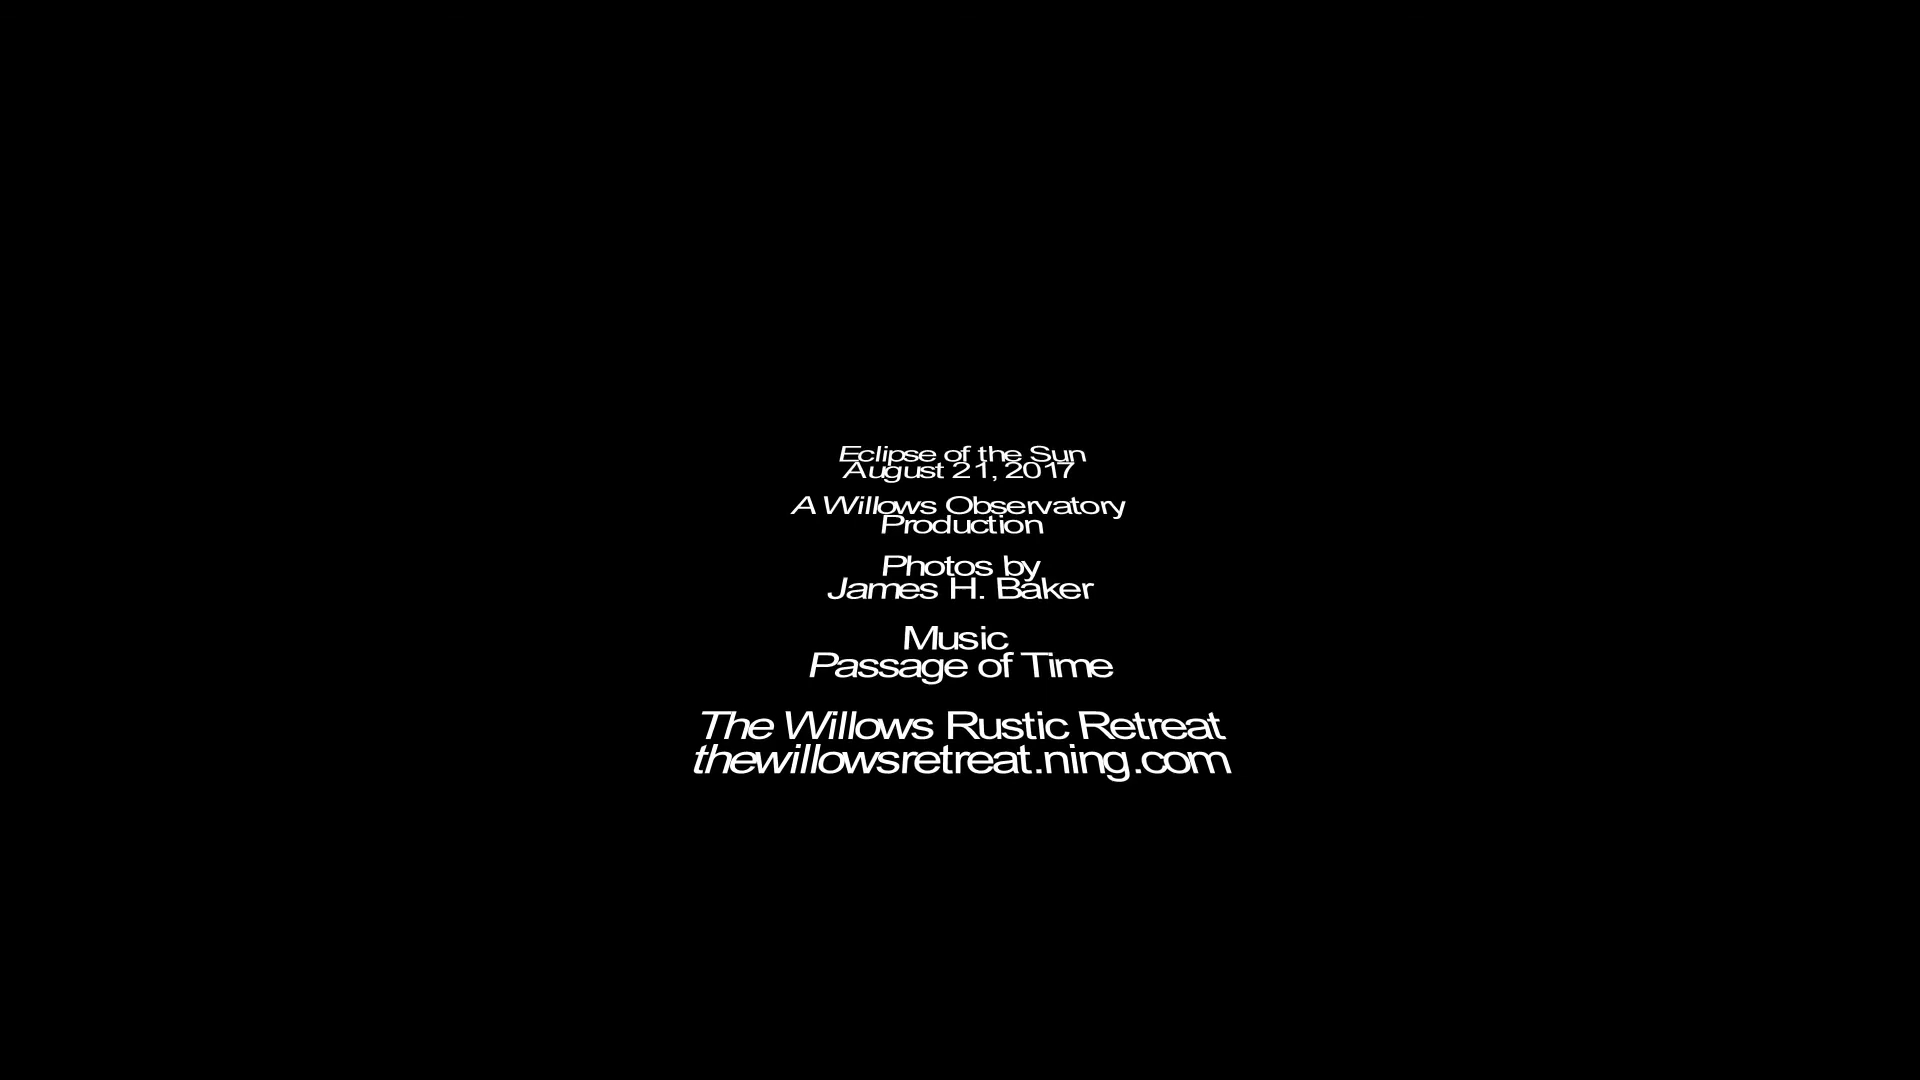 Eclipse of the Sun
August 21, 2017
A Willows Observatory
Production
Photos by
James H. Baker
Music
Passage of Time
The Willows Rustic Retreat
thewillowsretreat.ning.com